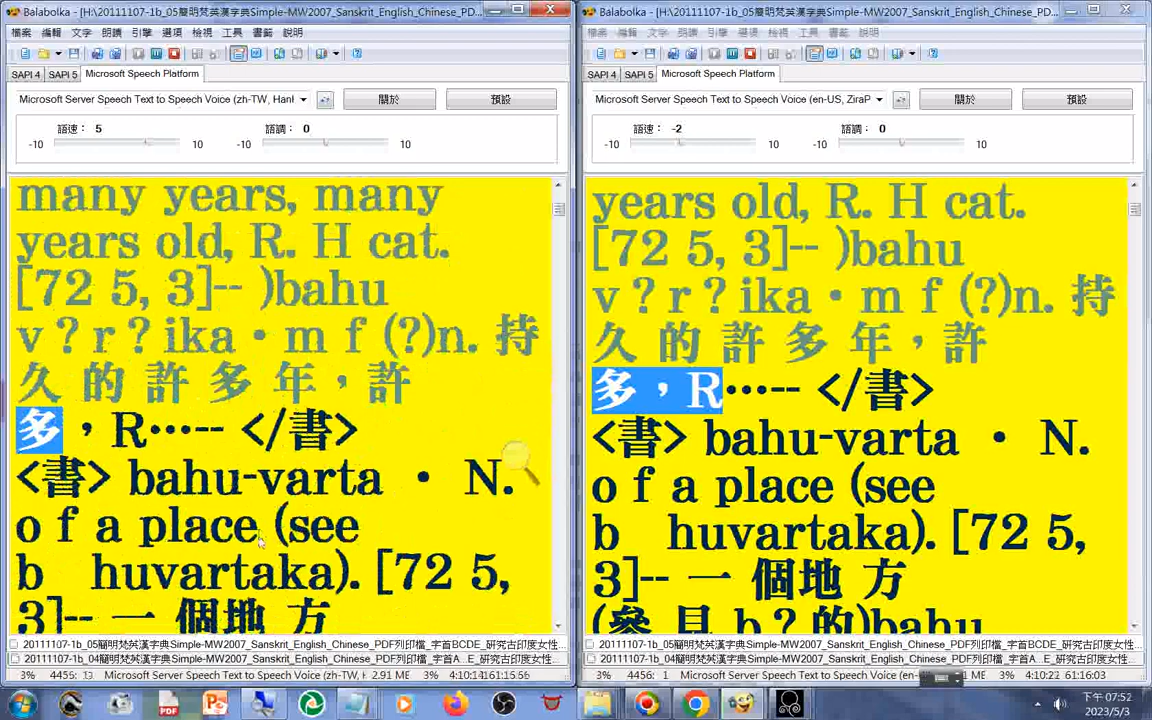 Balabolka - [H:\20111107-1b_05簡明梵英漢字典Simple-MW2007_Sanskrit_English_Chinese_PD...
檔案 編輯 文字 朗讀 引擎 選項 檢視 工具 書籤 說明
SAPI 4 SAPI 5 Microsoft Speech Platform
Microsoft Server Speech Text to Speech Voice (zh-TW, Hanl
關於 預設
語速： 5 語調： 0
-10 10 -10 10
many years, many
years old, R. H cat.
[72 5, 3]-- )bahu
v ? r ? ika • m f (?)n. 持
久 的 許 多 年，許
多，R…-- </書>
<書> bahu-varta • N.
o f a place (see
b huvartaka). [72 5,
3]-- 一 個地 方
20111107-1b_05簡明梵英漢字典Simple-MW2007_Sanskrit_English_Chinese_PDF列印檔_字首BCDE_研究古印度女性...
20111107-1b_04簡明梵英漢字典Simple-MW2007_Sanskrit_English_Chinese_PDF列印檔_字首A...E_研究古印度女性...
3% 4456: 13 Microsoft Server Speech Text to Speech Voice (zh-TW, H 2.91 MB 3% 4:10:14
Balabolka - [H:\20111107-1b_05簡明梵英漢字典Simple-MW2007_Sanskrit_English_Chinese_PD...
檔案 編輯 文字 朗讀 引擎 選項 檢視 工具 書籤 說明
SAPI 4 SAPI 5 Microsoft Speech Platform
Microsoft Server Speech Text to Speech Voice (en-US, ZiraP
關於 預設
語速： -2 語調： 0
-10 10 -10 10
years old, R. H cat.
[72 5, 3]-- )bahu
v ? r ? ika • m f (?)n. 持
久 的 許 多 年，許
多，R…-- </書>
<書> bahu-varta • N.
o f a place (see
b huvartaka). [72 5,
3]-- 一 個地 方
(參 見 b ? 的)bahu
20111107-1b_05簡明梵英漢字典Simple-MW2007_Sanskrit_English_Chinese_PDF列印檔_字首BCDE_研究古印度女性...
20111107-1b_04簡明梵英漢字典Simple-MW2007_Sanskrit_English_Chinese_PDF列印檔_字首A...E_研究古印度女性...
3% 4456: 1 Microsoft Server Speech Text to Speech Voice (en-U MB 3% 4:10:22 61:16:03
下午 07:52
2023/5/3